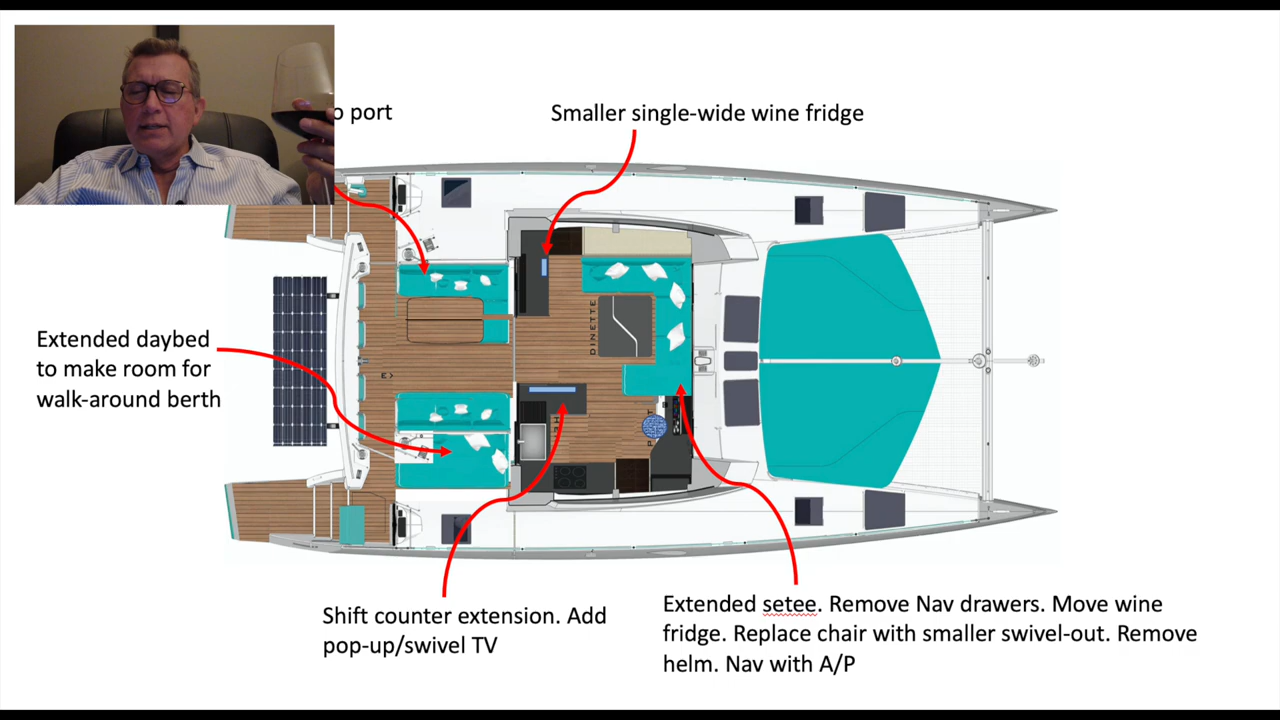 o port
Smaller single-wide wine fridge
Extended daybed
to make room for
walk-around berth
DINETTE
Shift counter extension. Add
pop-up/swivel TV
Extended setee. Remove Nav drawers. Move wine
fridge. Replace chair with smaller swivel-out. Remove
helm. Nav with A/P